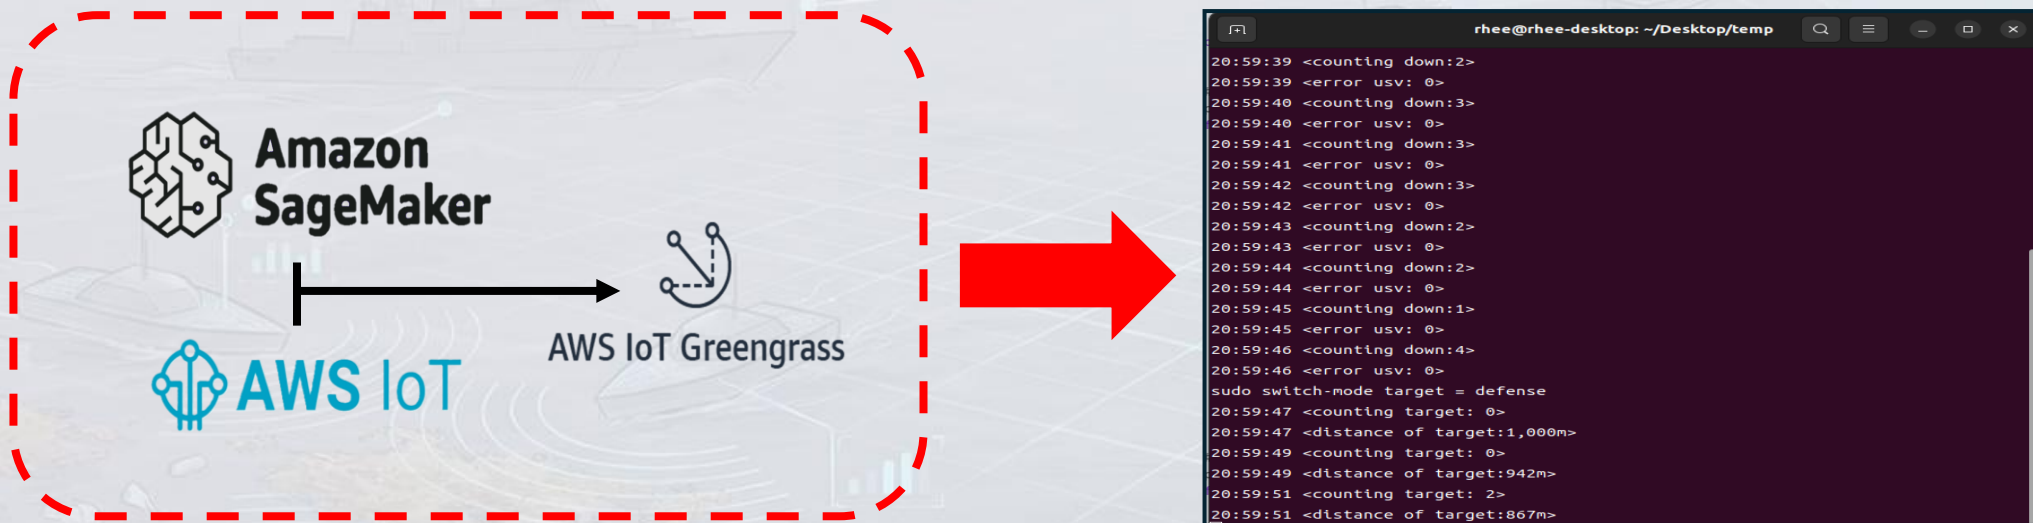 Amazon
SageMaker
AWS IoT
AWS IoT Greengrass
rhee@rhee-desktop: ~/Desktop/temp
20:59:39 <counting down:2>
20:59:39 <error usv: 0>
20:59:40 <counting down:3>
20:59:40 <error usv: 0>
20:59:41 <counting down:3>
20:59:41 <error usv: 0>
20:59:42 <counting down:3>
20:59:42 <error usv: 0>
20:59:43 <counting down:2>
20:59:43 <error usv: 0>
20:59:44 <counting down:2>
20:59:44 <error usv: 0>
20:59:45 <counting down:1>
20:59:45 <error usv: 0>
20:59:46 <counting down:4>
20:59:46 <error usv: 0>
sudo switch-mode target = defense
20:59:47 <counting target: 0>
20:59:47 <distance of target:1,000m>
20:59:49 <counting target: 0>
20:59:49 <distance of target:942m>
20:59:51 <counting target: 2>
20:59:51 <distance of target:867m>